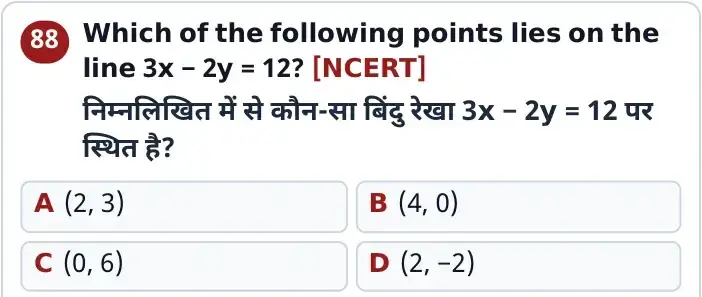 88 Which of the following points lies on the
line 3x − 2y = 12? [NCERT]
निम्नलिखित में से कौन-सा बिंदु रेखा 3x − 2y = 12 पर
स्थित है?
A (2, 3) B (4, 0)
C (0, 6) D (2, −2)